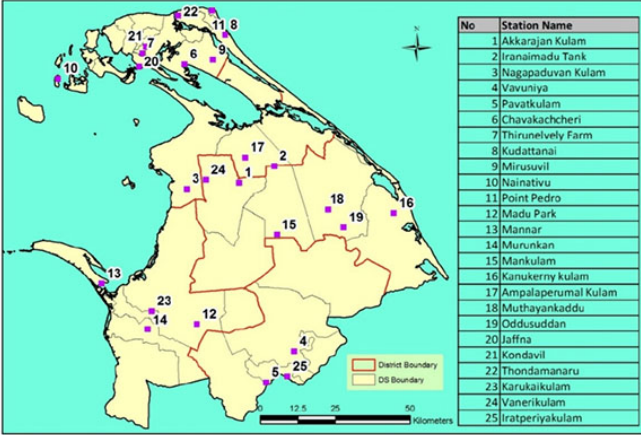 22
21
7
11
8
6
9
10
20
N
17
2
24
1
3
18
16
19
15
13
23
12
14
4
5
25
District Boundary
DS Boundary
0 12.5 25 50
Kilometers
No Station Name
1 Akkarajan Kulam
2 Iranaimadu Tank
3 Nagapaduvan Kulam
4 Vavuniya
5 Pavatkulam
6 Chavakachcheri
7 Thirunelvely Farm
8 Kudattanai
9 Mirusuvil
10 Nainativu
11 Point Pedro
12 Madu Park
13 Mannar
14 Murunkan
15 Mankulam
16 Kanukerny kulam
17 Ampalaperumal Kulam
18 Muthayankaddu
19 Oddusuddan
20 Jaffna
21 Kondavil
22 Thondamanaru
23 Karukaikulam
24 Vanerikulam
25 Iratperiyakulam